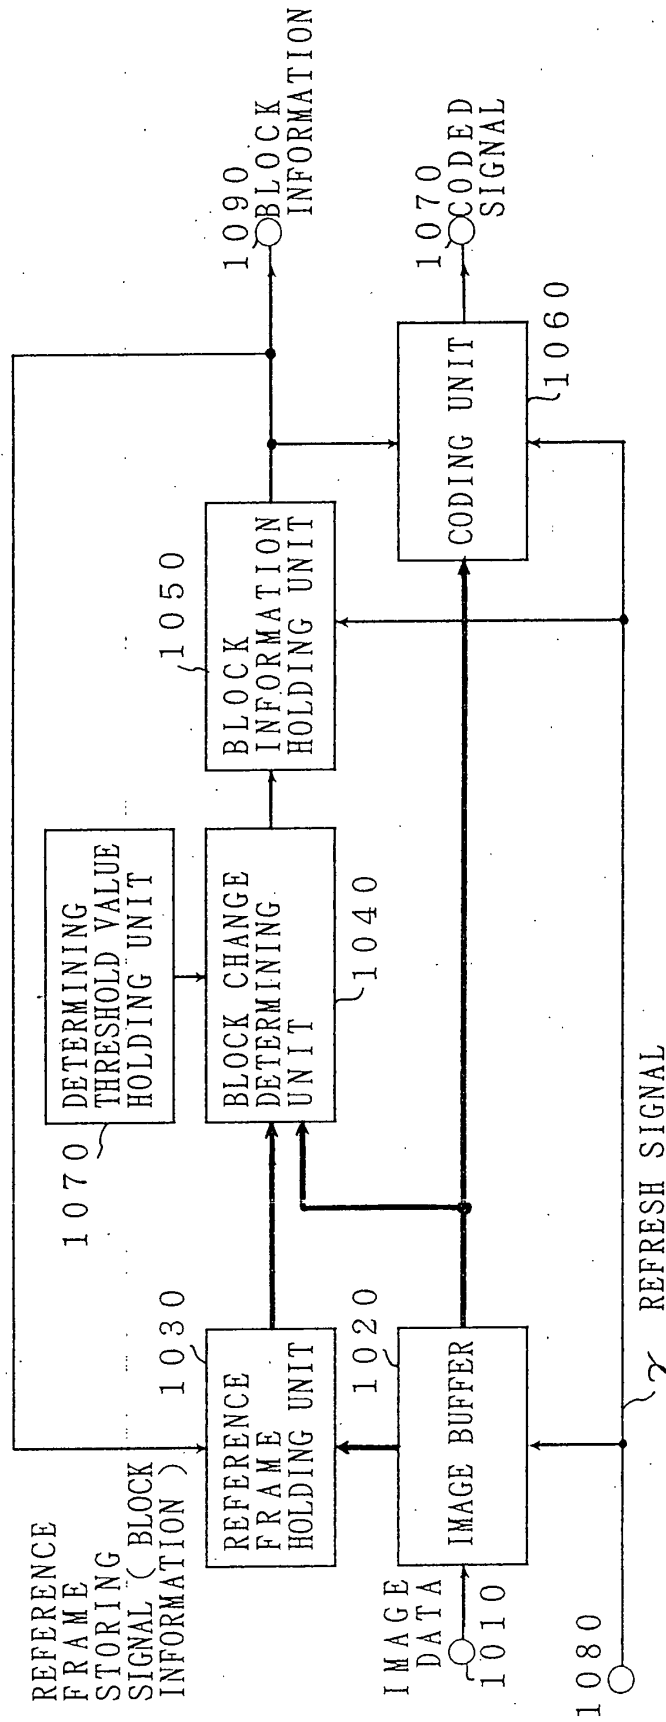 REFERENCE
FRAME
STORING
SIGNAL ( BLOCK
INFORMATION )
1070
DETERMINING
THRESHOLD VALUE
HOLDING UNIT
1030
REFERENCE
FRAME
HOLDING UNIT
BLOCK CHANGE
DETERMINING
UNIT
1040
1050
BLOCK
INFORMATION
HOLDING UNIT
1090
BLOCK
INFORMATION
IMAGE
DATA
1010
1020
IMAGE BUFFER
CODING UNIT
1060
1070
CODED
SIGNAL
1080
γ
REFRESH SIGNAL